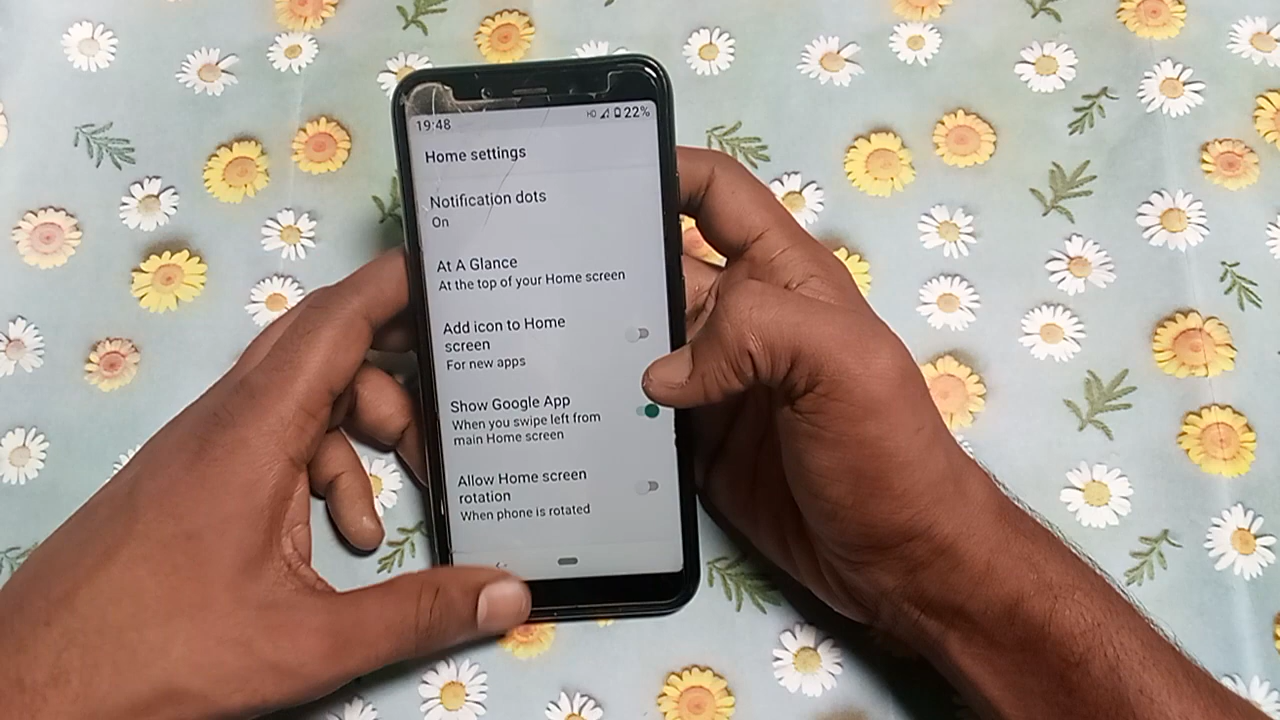 19:48 HD 22%
Home settings
Notification dots
On
At A Glance
At the top of your Home screen
Add icon to Home
screen
For new apps
Show Google App
When you swipe left from
main Home screen
Allow Home screen
rotation
When phone is rotated